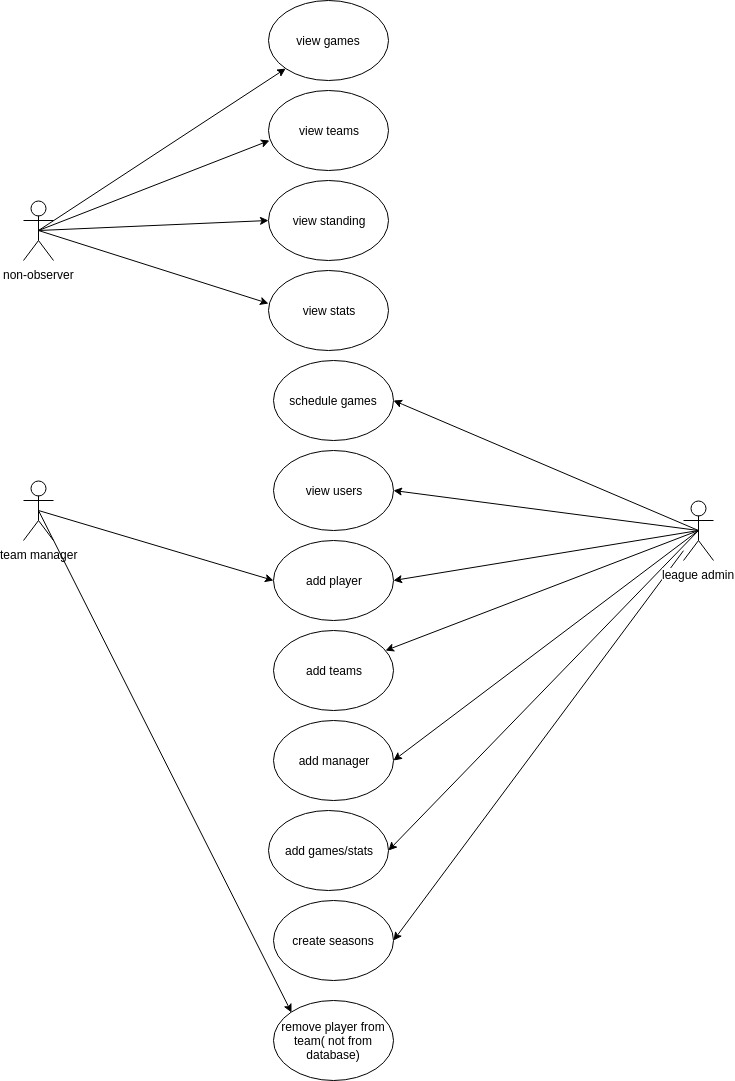 view games
view teams
view standing
non-observer
view stats
schedule games
view users
team manager
add player
league admin
add teams
add manager
add games/stats
create seasons
remove player from
team( not from
database)